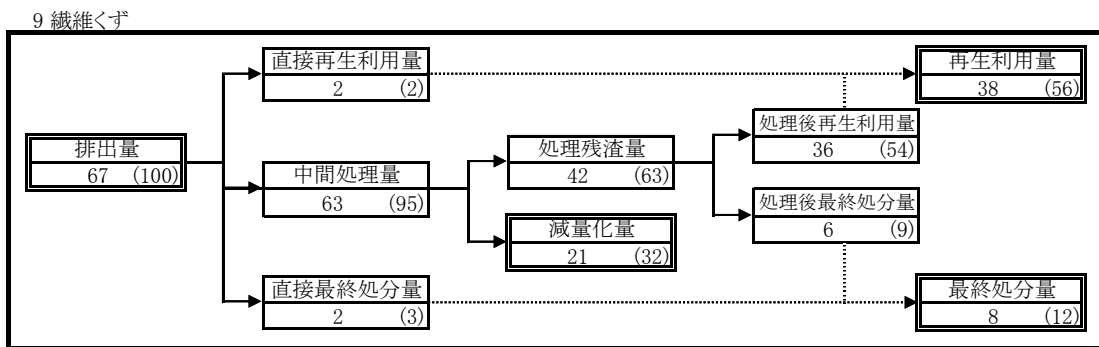 9 繊維くず
直接再生利用量
2 (2)
再生利用量
38 (56)
処理後再生利用量
36 (54)
排出量
67 (100)
処理残渣量
42 (63)
中間処理量
63 (95)
処理後最終処分量
6 (9)
減量化量
21 (32)
直接最終処分量
2 (3)
最終処分量
8 (12)